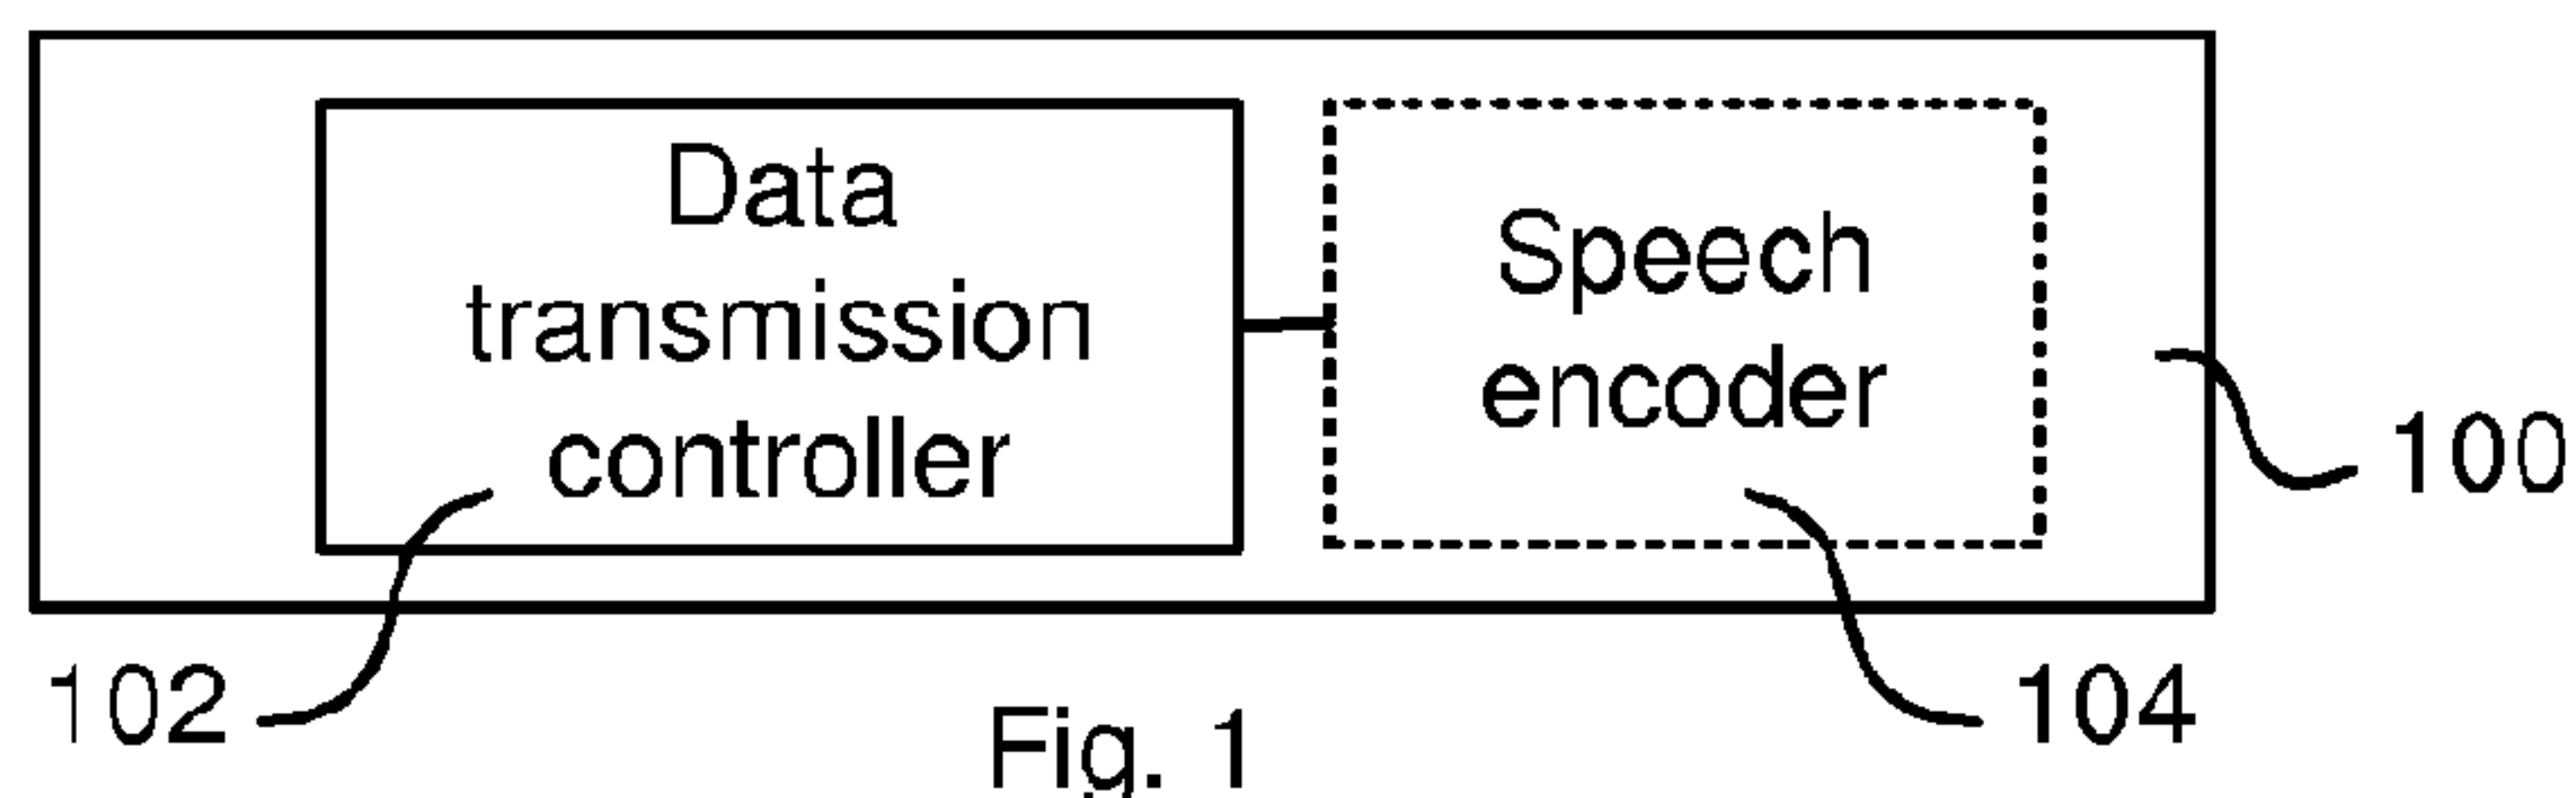 Data
transmission
controller
Speech
encoder
100
102
104
Fig. 1